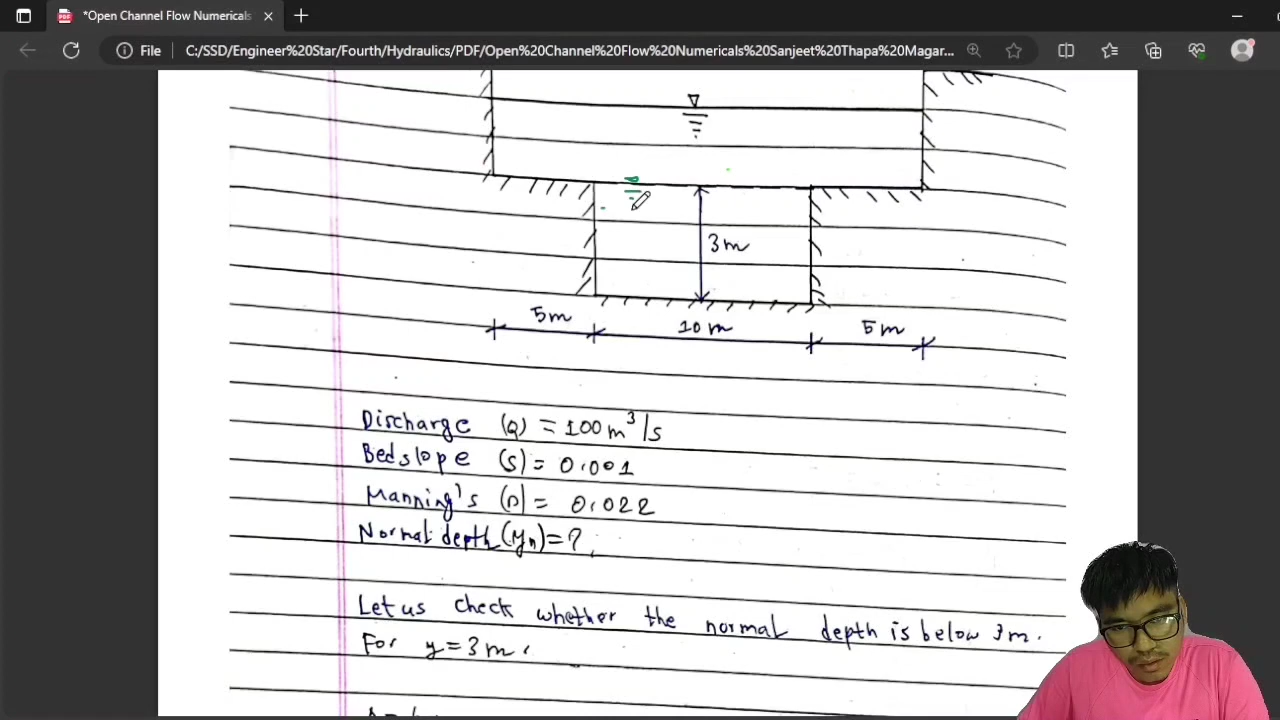 *Open Channel Flow Numericals
File
C:/SSD/Engineer%20Star/Fourth/Hydraulics/PDF/Open%20Channel%20Flow%20Numericals%20Sanjeet%20Thapa%20Magar...
3m
5m
10m
5m
Discharge (Q) = 100 m³/s
Bedslope (S) = 0.001
Manning's (n) = 0.022
Normal depth (yn) = ?
Let us check whether the normal depth is below 3m.
For y = 3m.